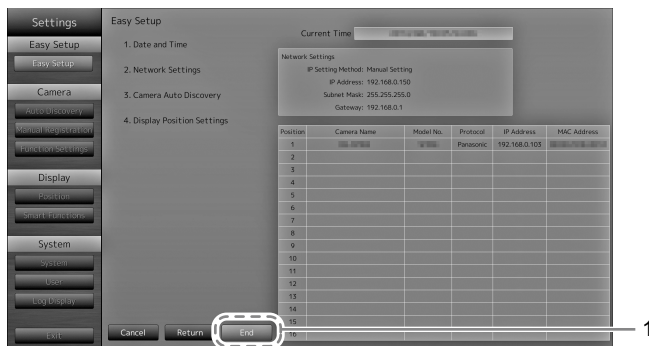 Settings
Easy Setup
Easy Setup
Camera
Auto Discovery
Manual Registration
Function Settings
Display
Position
Smart Functions
System
System
User
Log Display
Exit
Easy Setup
1. Date and Time
2. Network Settings
3. Camera Auto Discovery
4. Display Position Settings
Cancel Return End
Current Time
Network Settings
IP Setting Method: Manual Setting
IP Address: 192.168.0.150
Subnet Mask: 255.255.255.0
Gateway: 192.168.0.1
Position Camera Name Model No. Protocol IP Address MAC Address
1 Panasonic 192.168.0.103
2
3
4
5
6
7
8
9
10
11
12
13
14
15
16
1